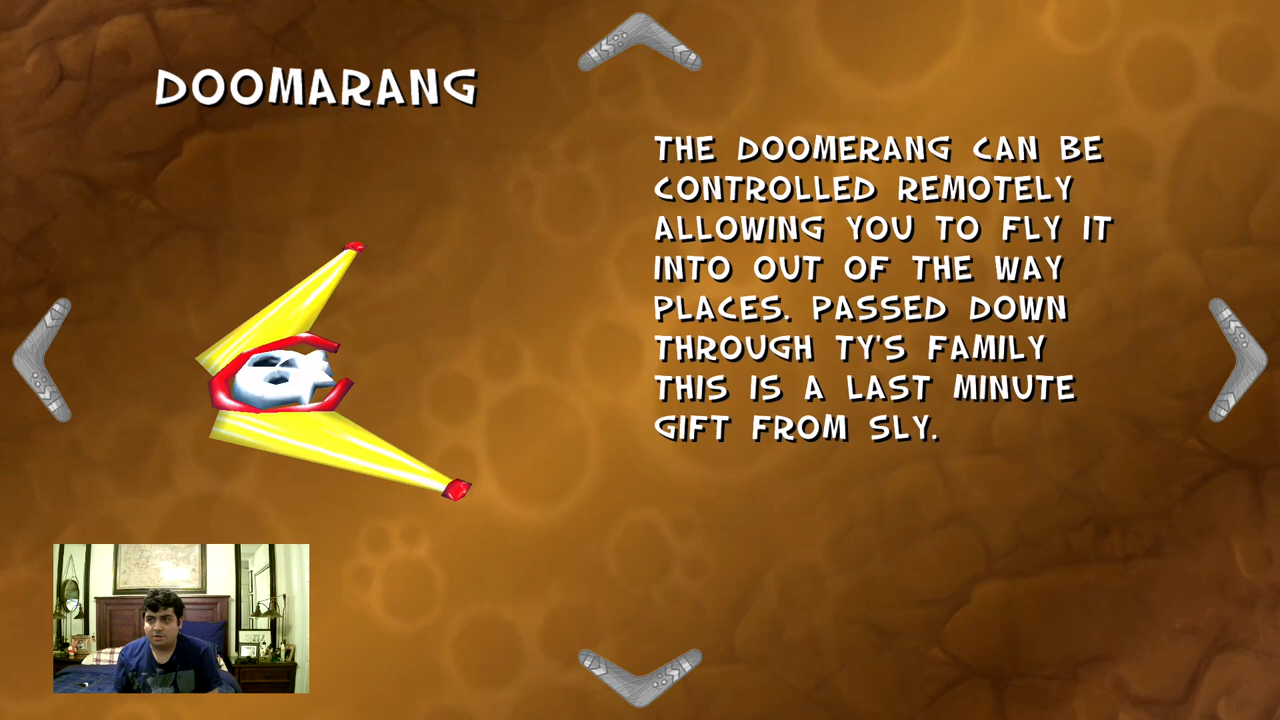 DOOMARANG
THE DOOMERANG CAN BE
CONTROLLED REMOTELY
ALLOWING YOU TO FLY IT
INTO OUT OF THE WAY
PLACES. PASSED DOWN
THROUGH TY'S FAMILY
THIS IS A LAST MINUTE
GIFT FROM SLY.